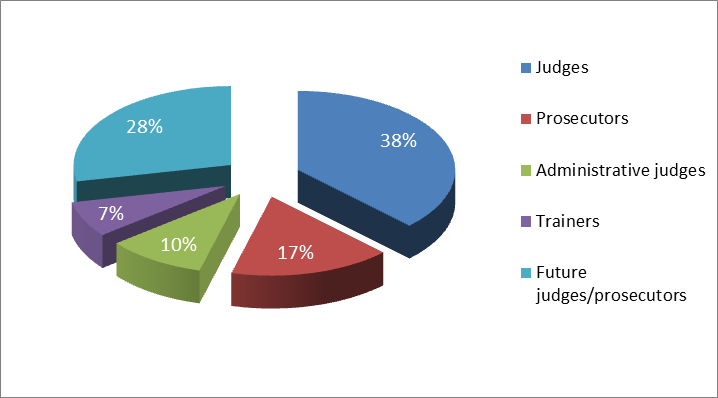 38%
17%
10%
7%
28%
Judges
Prosecutors
Administrative judges
Trainers
Future
judges/prosecutors